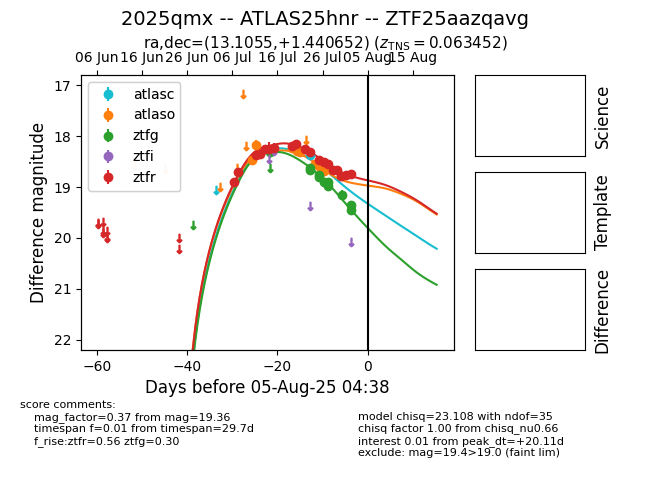 2025qmx -- ATLAS25hnr -- ZTF25aazqavg
ra,dec=(13.1055,+1.440652) (z_TNS = 0.063452)
06 Jun 16 Jun 26 Jun 06 Jul 16 Jul 26 Jul 05 Aug 15 Aug
17
18
19
20
21
22
Difference magnitude
atlasc
atlaso
ztfg
ztfi
ztfr
−60 −40 −20 0
Days before 05-Aug-25 04:38
Science
Template
Difference
score comments:
mag_factor=0.37 from mag=19.36
timespan f=0.01 from timespan=29.7d
f_rise:ztfr=0.56 ztfg=0.30
model chisq=23.108 with ndof=35
chisq factor 1.00 from chisq_nu0.66
interest 0.01 from peak_dt=+20.11d
exclude: mag=19.4>19.0 (faint lim)